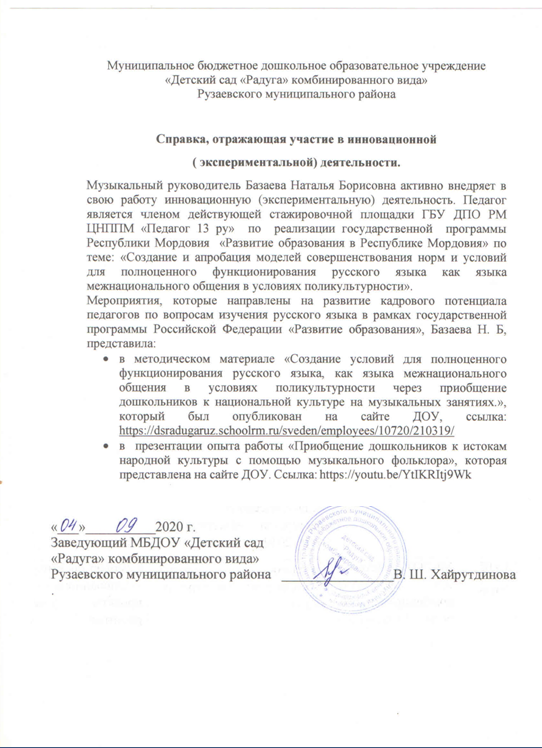 Муниципальное бюджетное дошкольное образовательное учреждение
«Детский сад «Радуга» комбинированного вида»
Рузаевского муниципального района
Справка, отражающая участие в инновационной
( экспериментальной) деятельности.
Музыкальный руководитель Базаева Наталья Борисовна активно внедряет в
свою работу инновационную (экспериментальную) деятельность. Педагог
является членом действующей стажировочной площадки ГБУ ДПО РМ
ЦНППМ «Педагог 13 ру» по реализации государственной программы
Республики Мордовия «Развитие образования в Республике Мордовия» по
теме: «Создание и апробация моделей совершенствования норм и условий
для полноценного функционирования русского языка как языка
межнационального общения в условиях поликультурности».
Мероприятия, которые направлены на развитие кадрового потенциала
педагогов по вопросам изучения русского языка в рамках государственной
программы Российской Федерации «Развитие образования», Базаева Н. Б,
представила:
• в методическом материале «Создание условий для полноценного
функционирования русского языка, как языка межнационального
общения в условиях поликультурности через приобщение
дошкольников к национальной культуре на музыкальных занятиях.»,
который был опубликован на сайте ДОУ, ссылка:
https://dsradugaruz.schoolrm.ru/sveden/employees/10720/210319/
• в презентации опыта работы «Приобщение дошкольников к истокам
народной культуры с помощью музыкального фольклора», которая
представлена на сайте ДОУ. Ссылка: https://youtu.be/YtIKRItj9Wk
«04» 09 2020 г.
Заведующий МБДОУ «Детский сад
«Радуга» комбинированного вида»
Рузаевского муниципального района В. Ш. Хайрутдинова